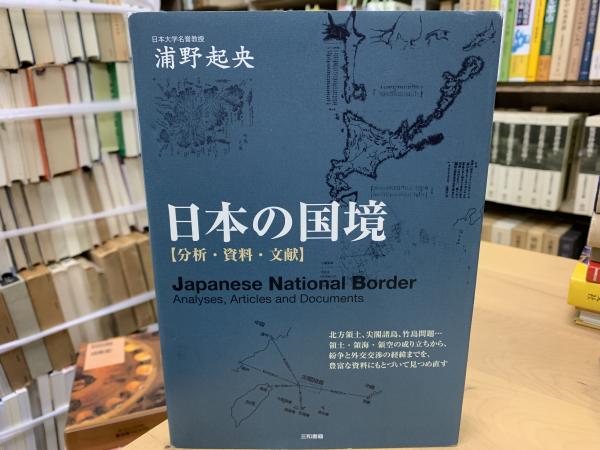 日本大学名誉教授
浦野起央
日本の国境
【分析・資料・文献】
Japanese National Border
Analyses, Articles and Documents
北方領土、尖閣諸島、竹島問題…
領土・領海・領空の成り立ちから、
紛争と外交交渉の経緯までを、
豊富な資料にもとづいて見つめ直す
三和書籍